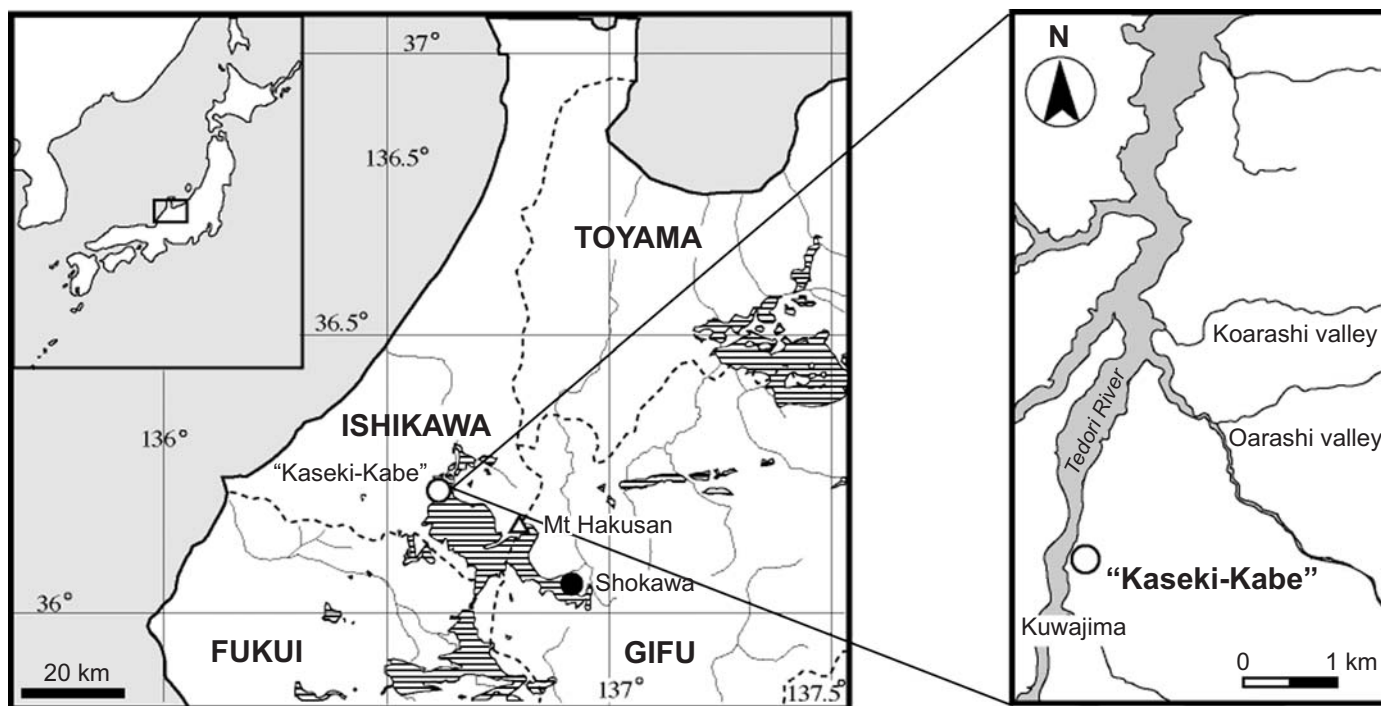 37°
136.5°
TOYAMA
36.5°
ISHIKAWA
136°
“Kaseki-Kabe”
Mt Hakusan
Shokawa
36°
FUKUI
GIFU
20 km
137°
137.5°
N
Koarashi valley
Tedori River
Oarashi valley
“Kaseki-Kabe”
Kuwajima
0 1 km